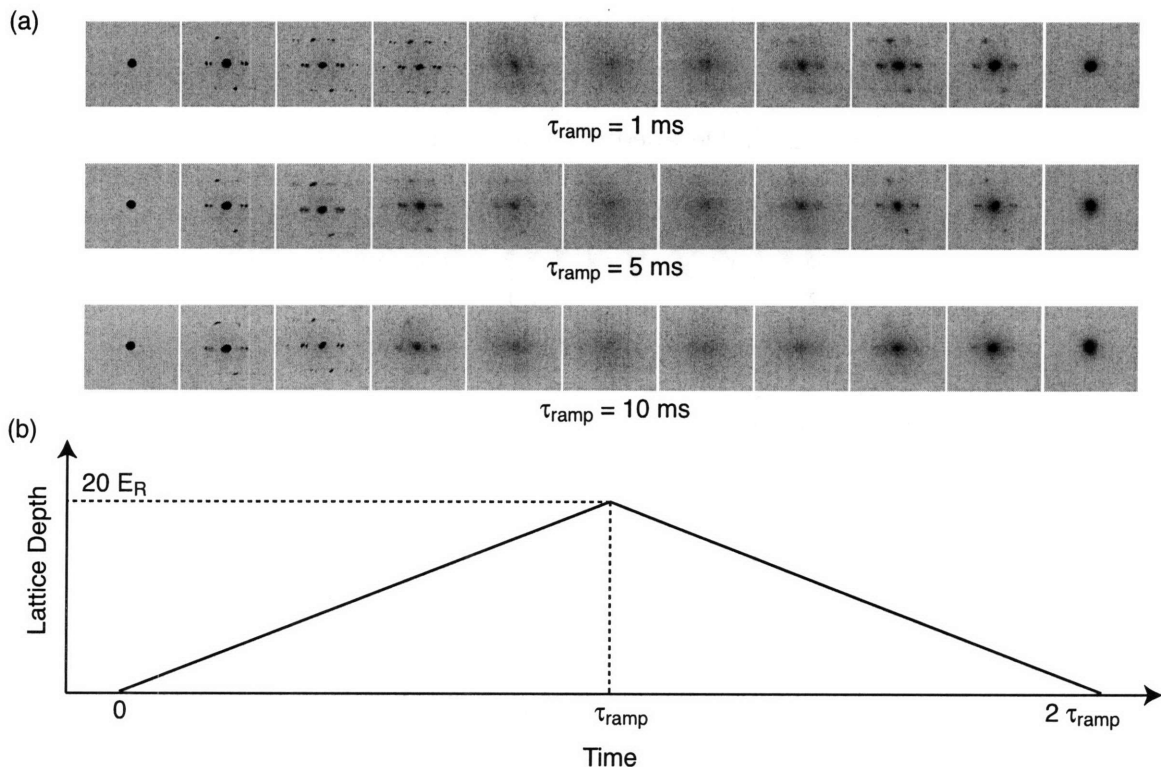 (a)
τramp = 1 ms
τramp = 5 ms
τramp = 10 ms
(b)
20 ER
Lattice Depth
0
τramp
2 τramp
Time